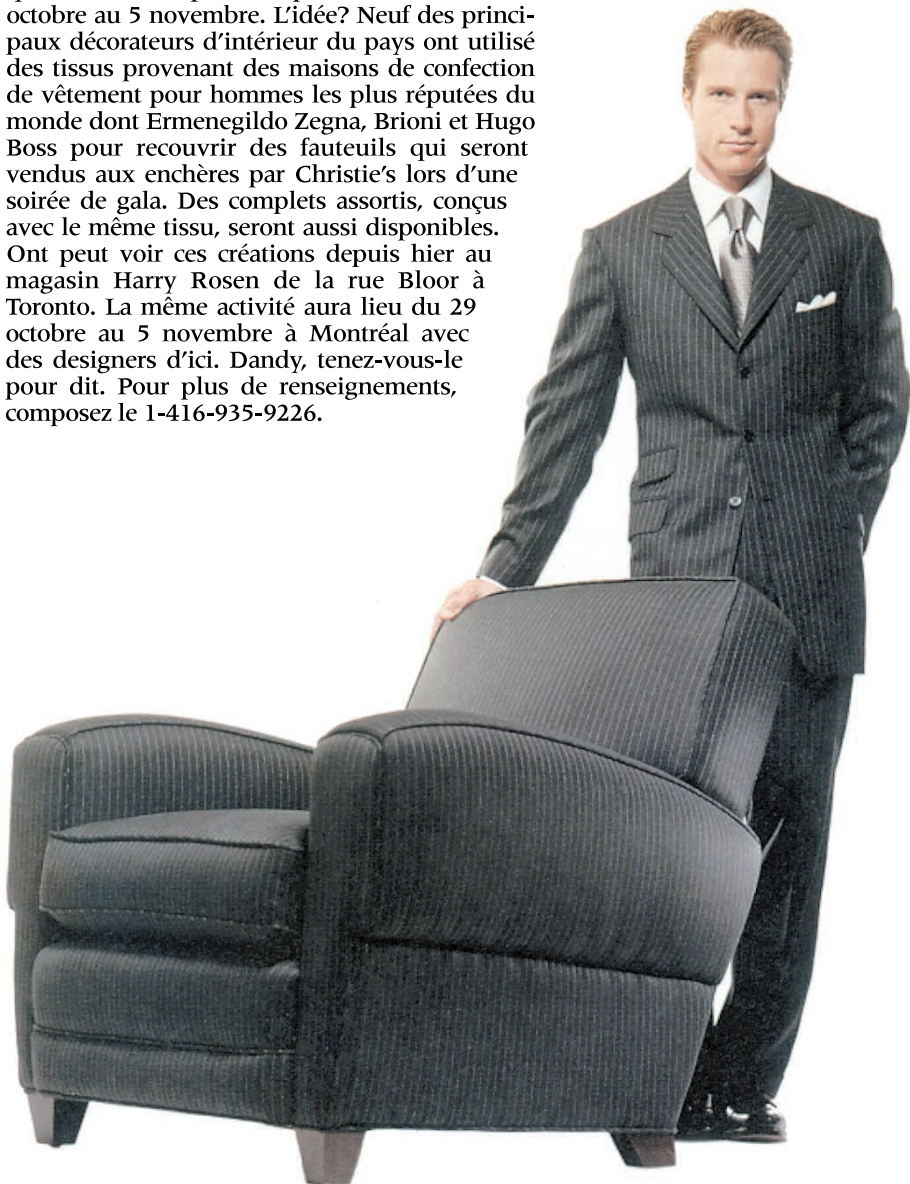 octobre au 5 novembre. L'idée? Neuf des princi-
paux décorateurs d'intérieur du pays ont utilisé
des tissus provenant des maisons de confection
de vêtement pour hommes les plus réputées du
monde dont Ermenegildo Zegna, Brioni et Hugo
Boss pour recouvrir des fauteuils qui seront
vendus aux enchères par Christie's lors d'une
soirée de gala. Des complets assortis, conçus
avec le même tissu, seront aussi disponibles.
Ont peut voir ces créations depuis hier au
magasin Harry Rosen de la rue Bloor à
Toronto. La même activité aura lieu du 29
octobre au 5 novembre à Montréal avec
des designers d'ici. Dandy, tenez-vous-le
pour dit. Pour plus de renseignements,
composez le 1-416-935-9226.